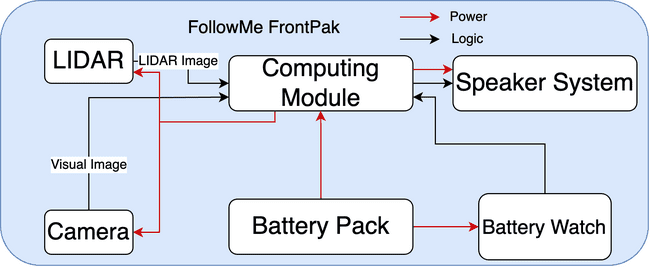 FollowMe FrontPak
Power
Logic
LIDAR
LIDAR Image
Computing
Module
Speaker System
Visual Image
Camera
Battery Pack
Battery Watch